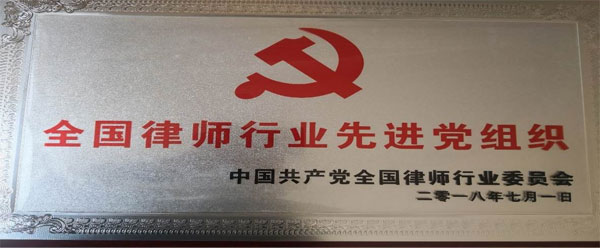 全国律师行业先进党组织
中国共产党全国律师行业委员会
二零一八年七月一日